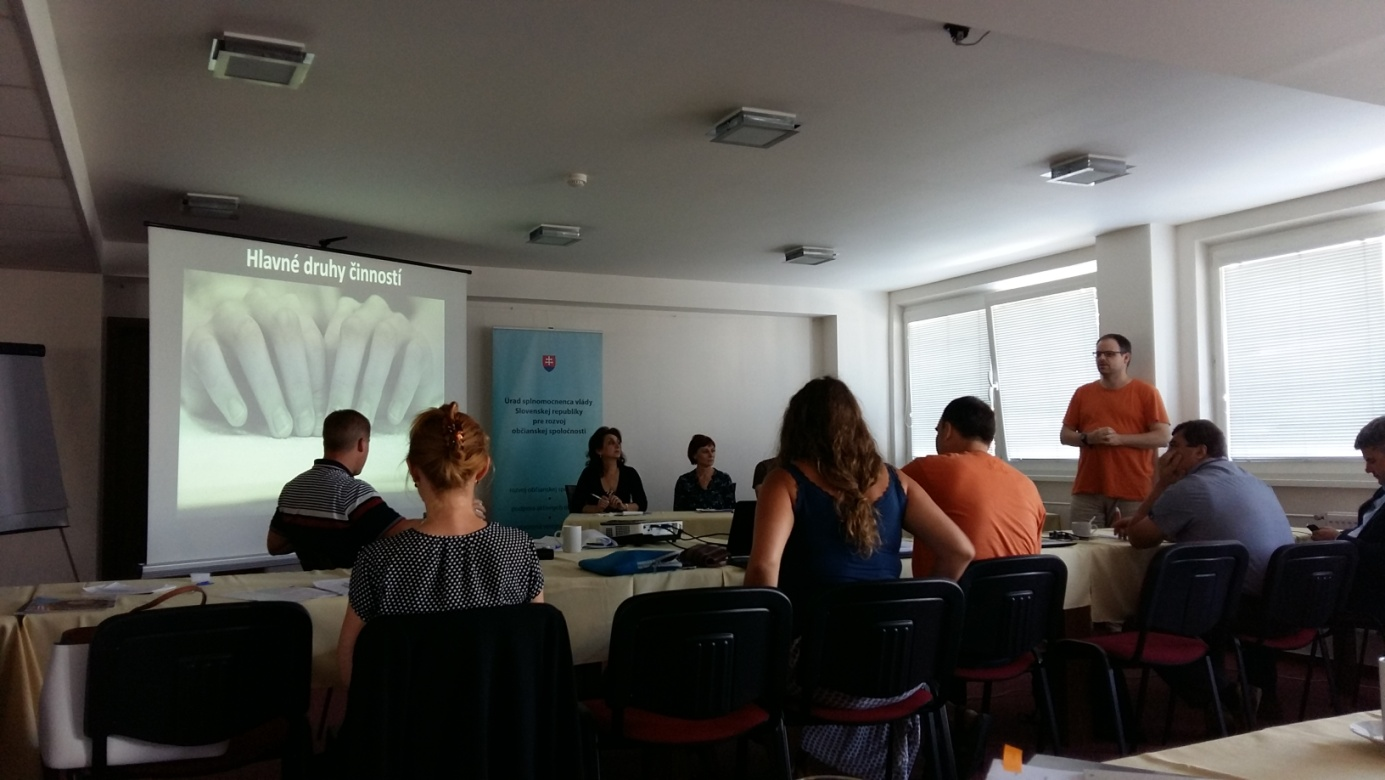 Hlavné druhy činností
Úrad splnomocnenca vlády
Slovenskej republiky
pre rozvoj
občianskej spoločnosti